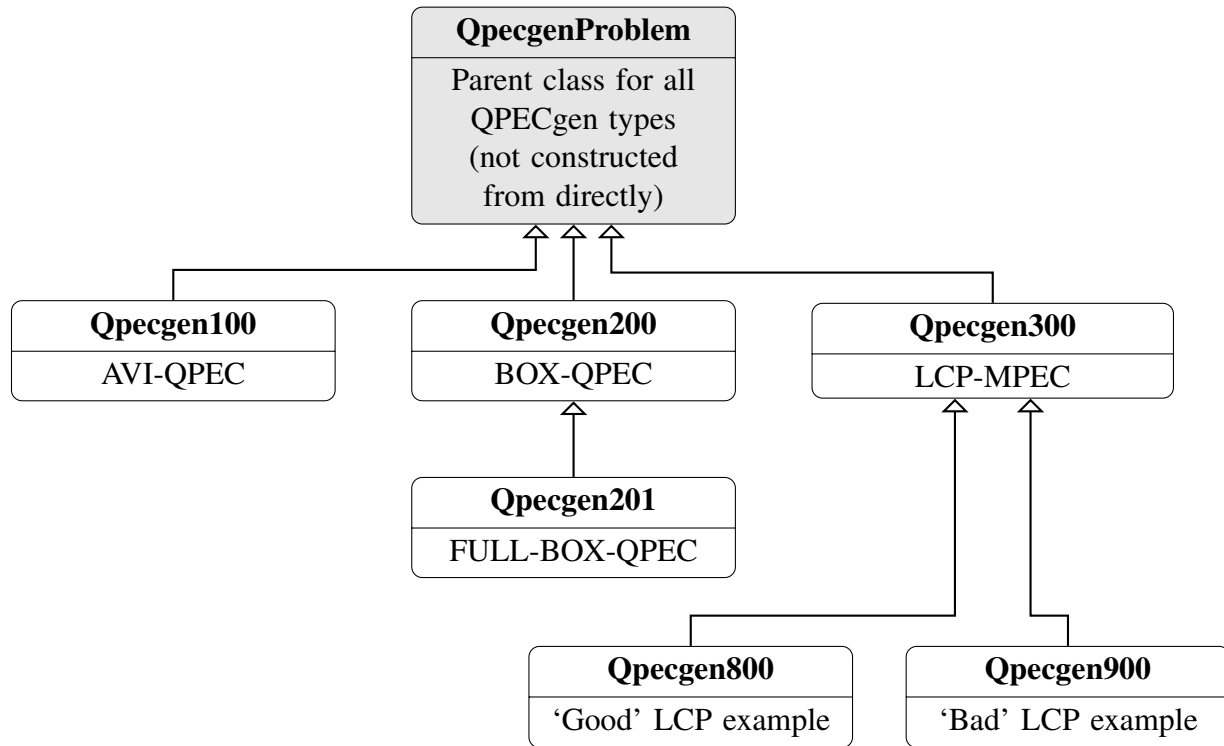 QpecgenProblem
Parent class for all
QPECgen types
(not constructed
from directly)
Qpecgen100
AVI-QPEC
Qpecgen200
BOX-QPEC
Qpecgen300
LCP-MPEC
Qpecgen201
FULL-BOX-QPEC
Qpecgen800
‘Good’ LCP example
Qpecgen900
‘Bad’ LCP example